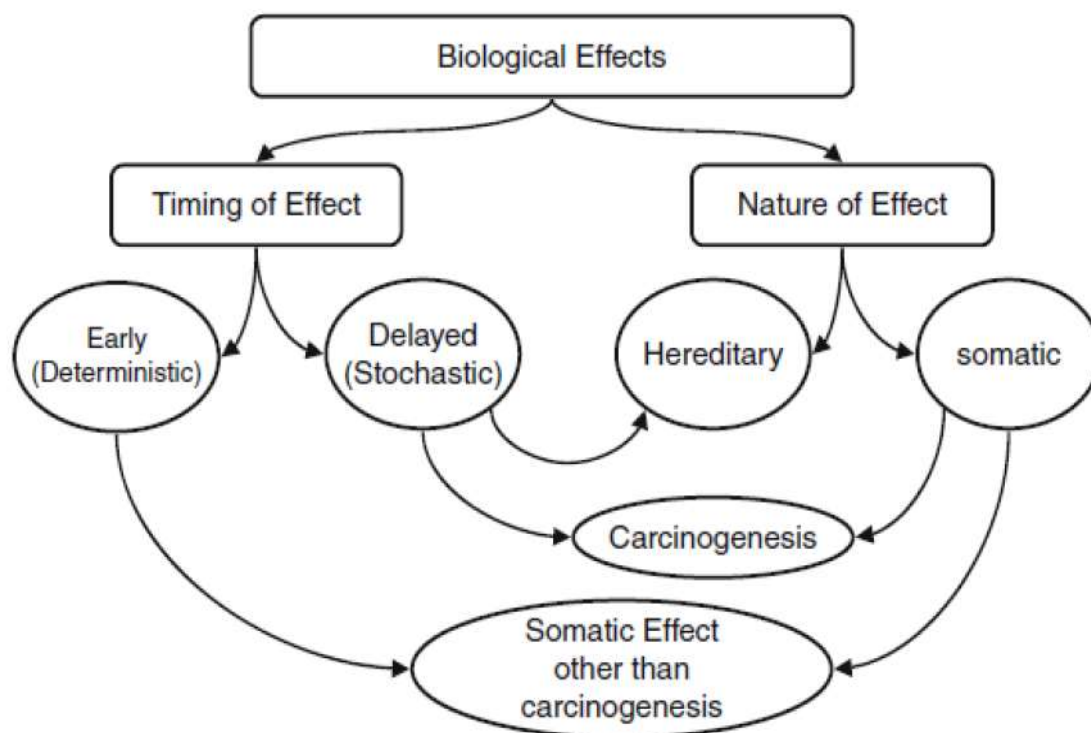 Biological Effects
Timing of Effect
Nature of Effect
Early
(Deterministic)
Delayed
(Stochastic)
Hereditary
somatic
Carcinogenesis
Somatic Effect
other than
carcinogenesis